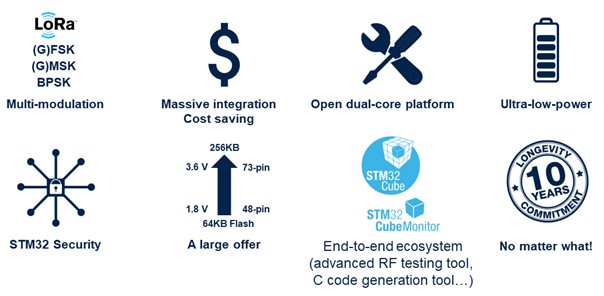 LoRa
(G)FSK
(G)MSK
BPSK
Multi-modulation
Massive integration
Cost saving
Open dual-core platform
Ultra-low-power
STM32 Security
256KB
3.6 V
73-pin
1.8 V
48-pin
64KB Flash
A large offer
STM32
Cube
STM32
CubeMonitor
End-to-end ecosystem
(advanced RF testing tool,
C code generation tool…)
LONGEVITY
10
YEARS
COMMITMENT
No matter what!